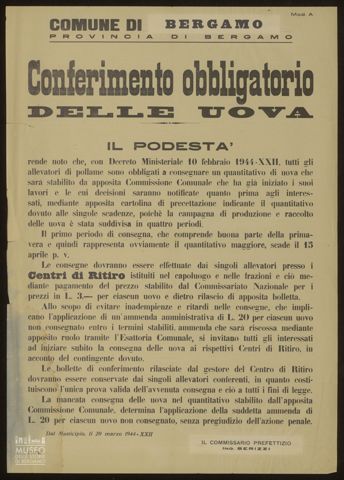 Mod A
COMUNE DI BERGAMO
PROVINCIA DI BERGAMO
Conferimento obbligatorio
DELLE UOVA
IL PODESTA'
rende noto che, con Decreto Ministeriale 10 febbraio 1944-XXII, tutti gli
allevatori di pollame sono obbligati a consegnare un quantitativo di uova che
sarà stabilito da apposita Commissione Comunale che ha già iniziato i suoi
lavori e le cui decisioni saranno notificate quanto prima agli interes-
sati, mediante apposita cartolina di precettazione indicante il quantitativo
dovuto alle singole scadenze, poichè la campagna di produzione e raccolto
delle uova è stata suddivisa in quattro periodi.
Il primo periodo di consegna, che comprende buona parte della prima-
vera e quindi rappresenta ovviamente il quantitativo maggiore, scade il 15
aprile p. v.
Le consegne dovranno essere effettuate dai singoli allevatori presso i
Centri di Ritiro istituiti nel capoluogo e nelle frazioni e ciò me-
diante pagamento del prezzo stabilito dal Commissariato Nazionale per i
prezzi in L. 3.— per ciascun uovo e dietro rilascio di apposita bolletta.
Allo scopo di evitare inadempienze e ritardi nelle consegne, che impli-
cano l'applicazione di un'ammenda amministrativa di L. 20 per ciascun uovo
non consegnato entro i termini stabiliti, ammenda che sarà riscossa mediante
apposito ruolo tramite l'Esattoria Comunale, si invitano tutti gli interessati
ad iniziare subito la consegna delle uova ai rispettivi Centri di Ritiro, in
acconto del contingente dovuto.
Le bollette di conferimento rilasciate dal gestore del Centro di Ritiro
dovranno essere conservate dai singoli allevatori conferenti, in quanto costi-
tuiscono l'unica prova valida dell'avvenuta consegna e ciò a tutti i fini di legge.
La mancata consegna delle uova nel quantitativo stabilito dall'apposita
Commissione Comunale, determina l'applicazione della suddetta ammenda di
L. 20 per ciascun uovo non consegnato, senza pregiudizio dell'azione penale.
Dal Municipio, li 20 marzo 1944-XXII
IL COMMISSARIO PREFETTIZIO
Ing. BERIZZI
MUSEO
DELLE STORIE
DI BERGAMO